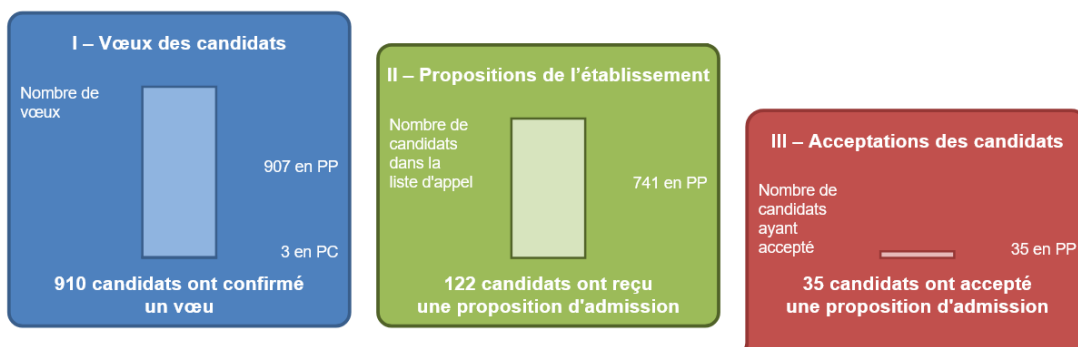 I – Vœux des candidats
Nombre de
vœux
907 en PP
3 en PC
910 candidats ont confirmé
un vœu
II – Propositions de l'établissement
Nombre de
candidats
dans la
liste d'appel
741 en PP
122 candidats ont reçu
une proposition d'admission
III – Acceptations des candidats
Nombre de
candidats
ayant
accepté
35 en PP
35 candidats ont accepté
une proposition d'admission